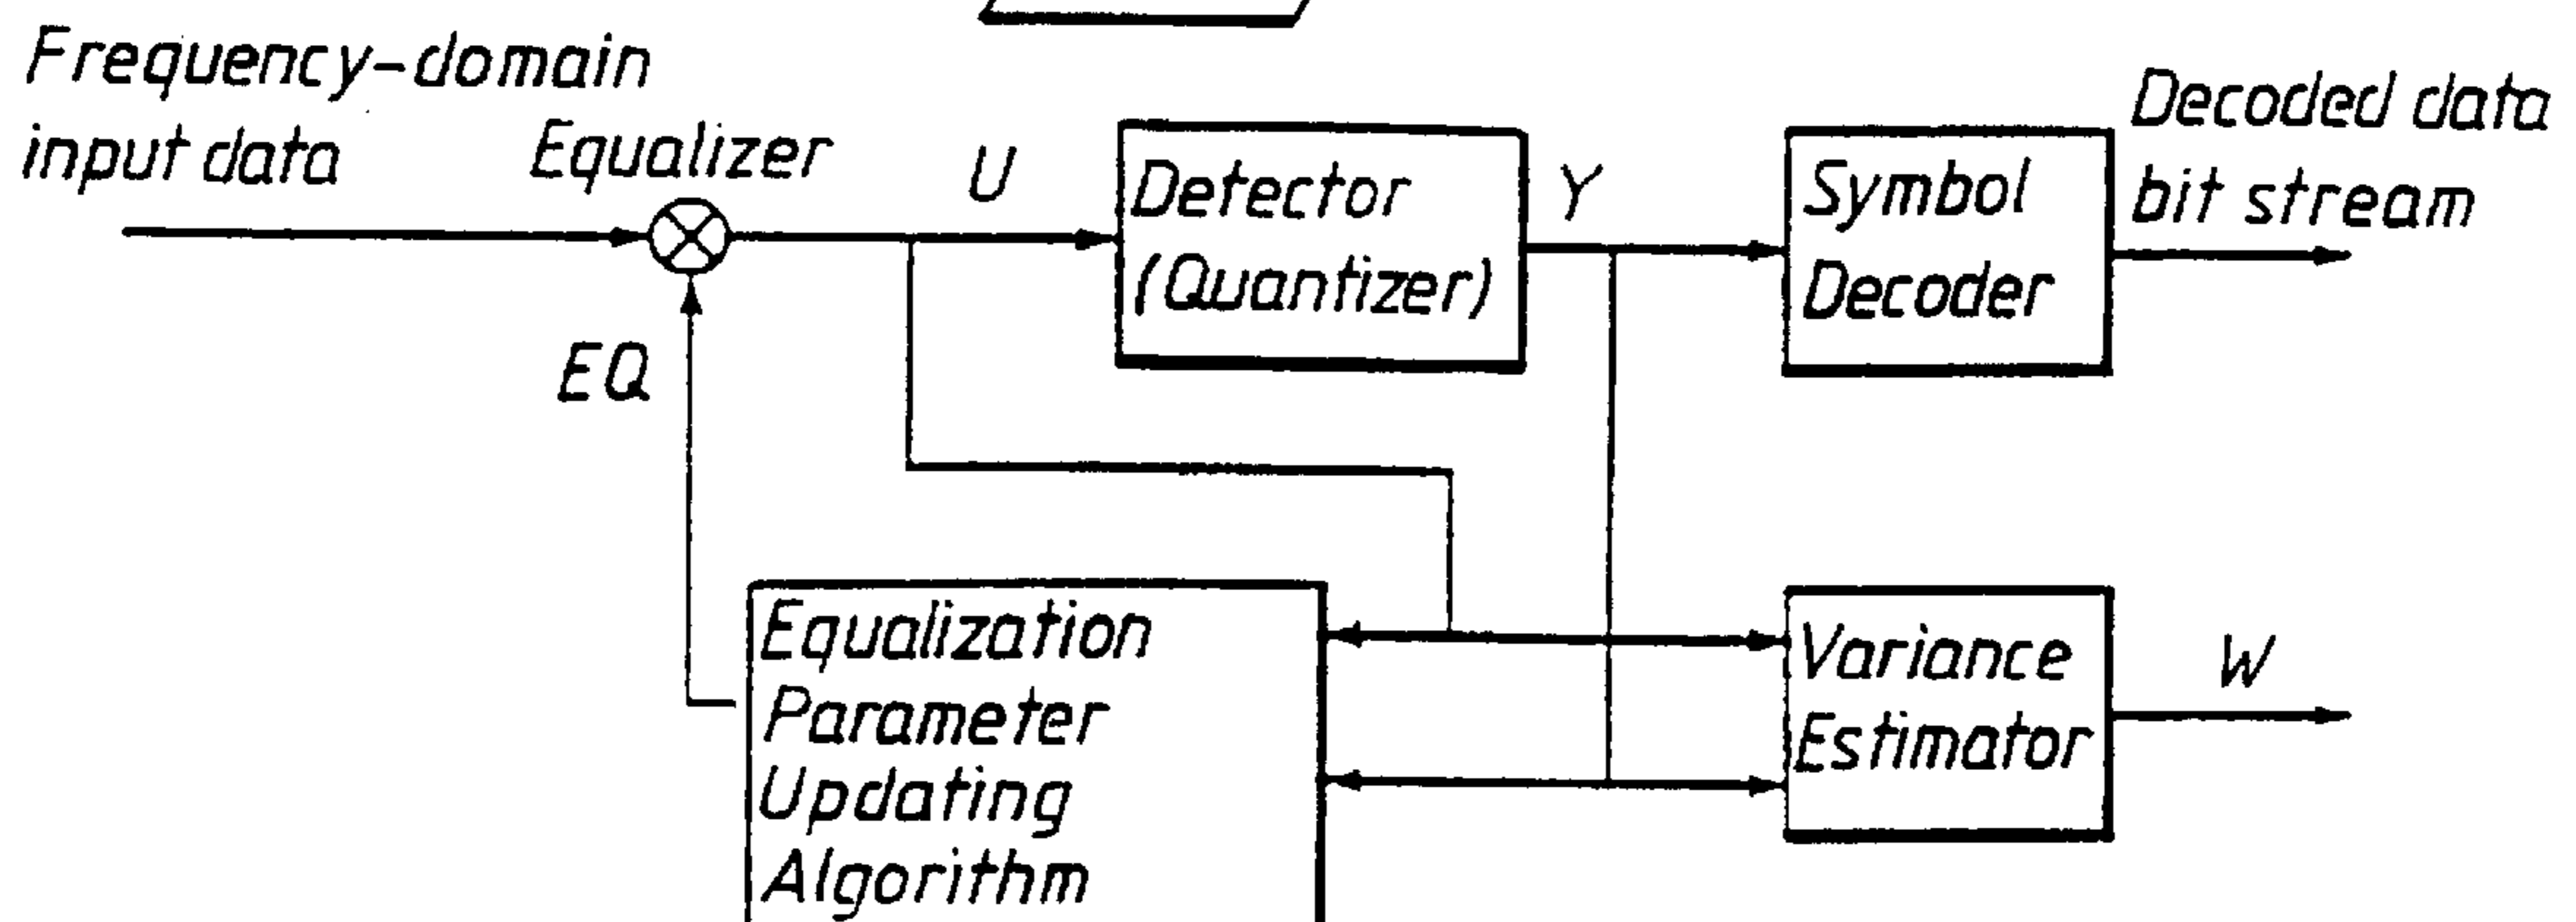 Frequency-domain
input data
Equalizer
U
Detector
(Quantizer)
Y
Symbol
Decoder
Decoded data
bit stream
EQ
Equalization
Parameter
Updating
Algorithm
Variance
Estimator
W